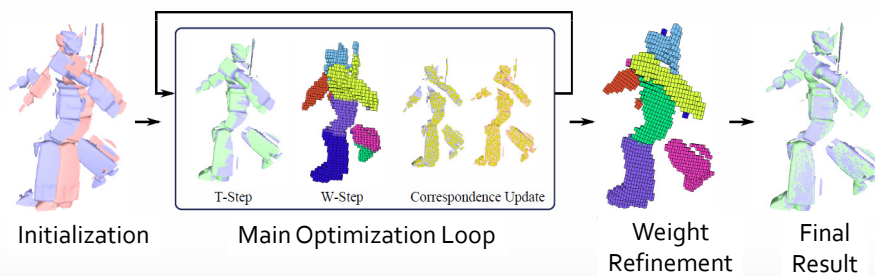 T-Step
W-Step
Correspondence Update
Initialization
Main Optimization Loop
Weight
Refinement
Final
Result